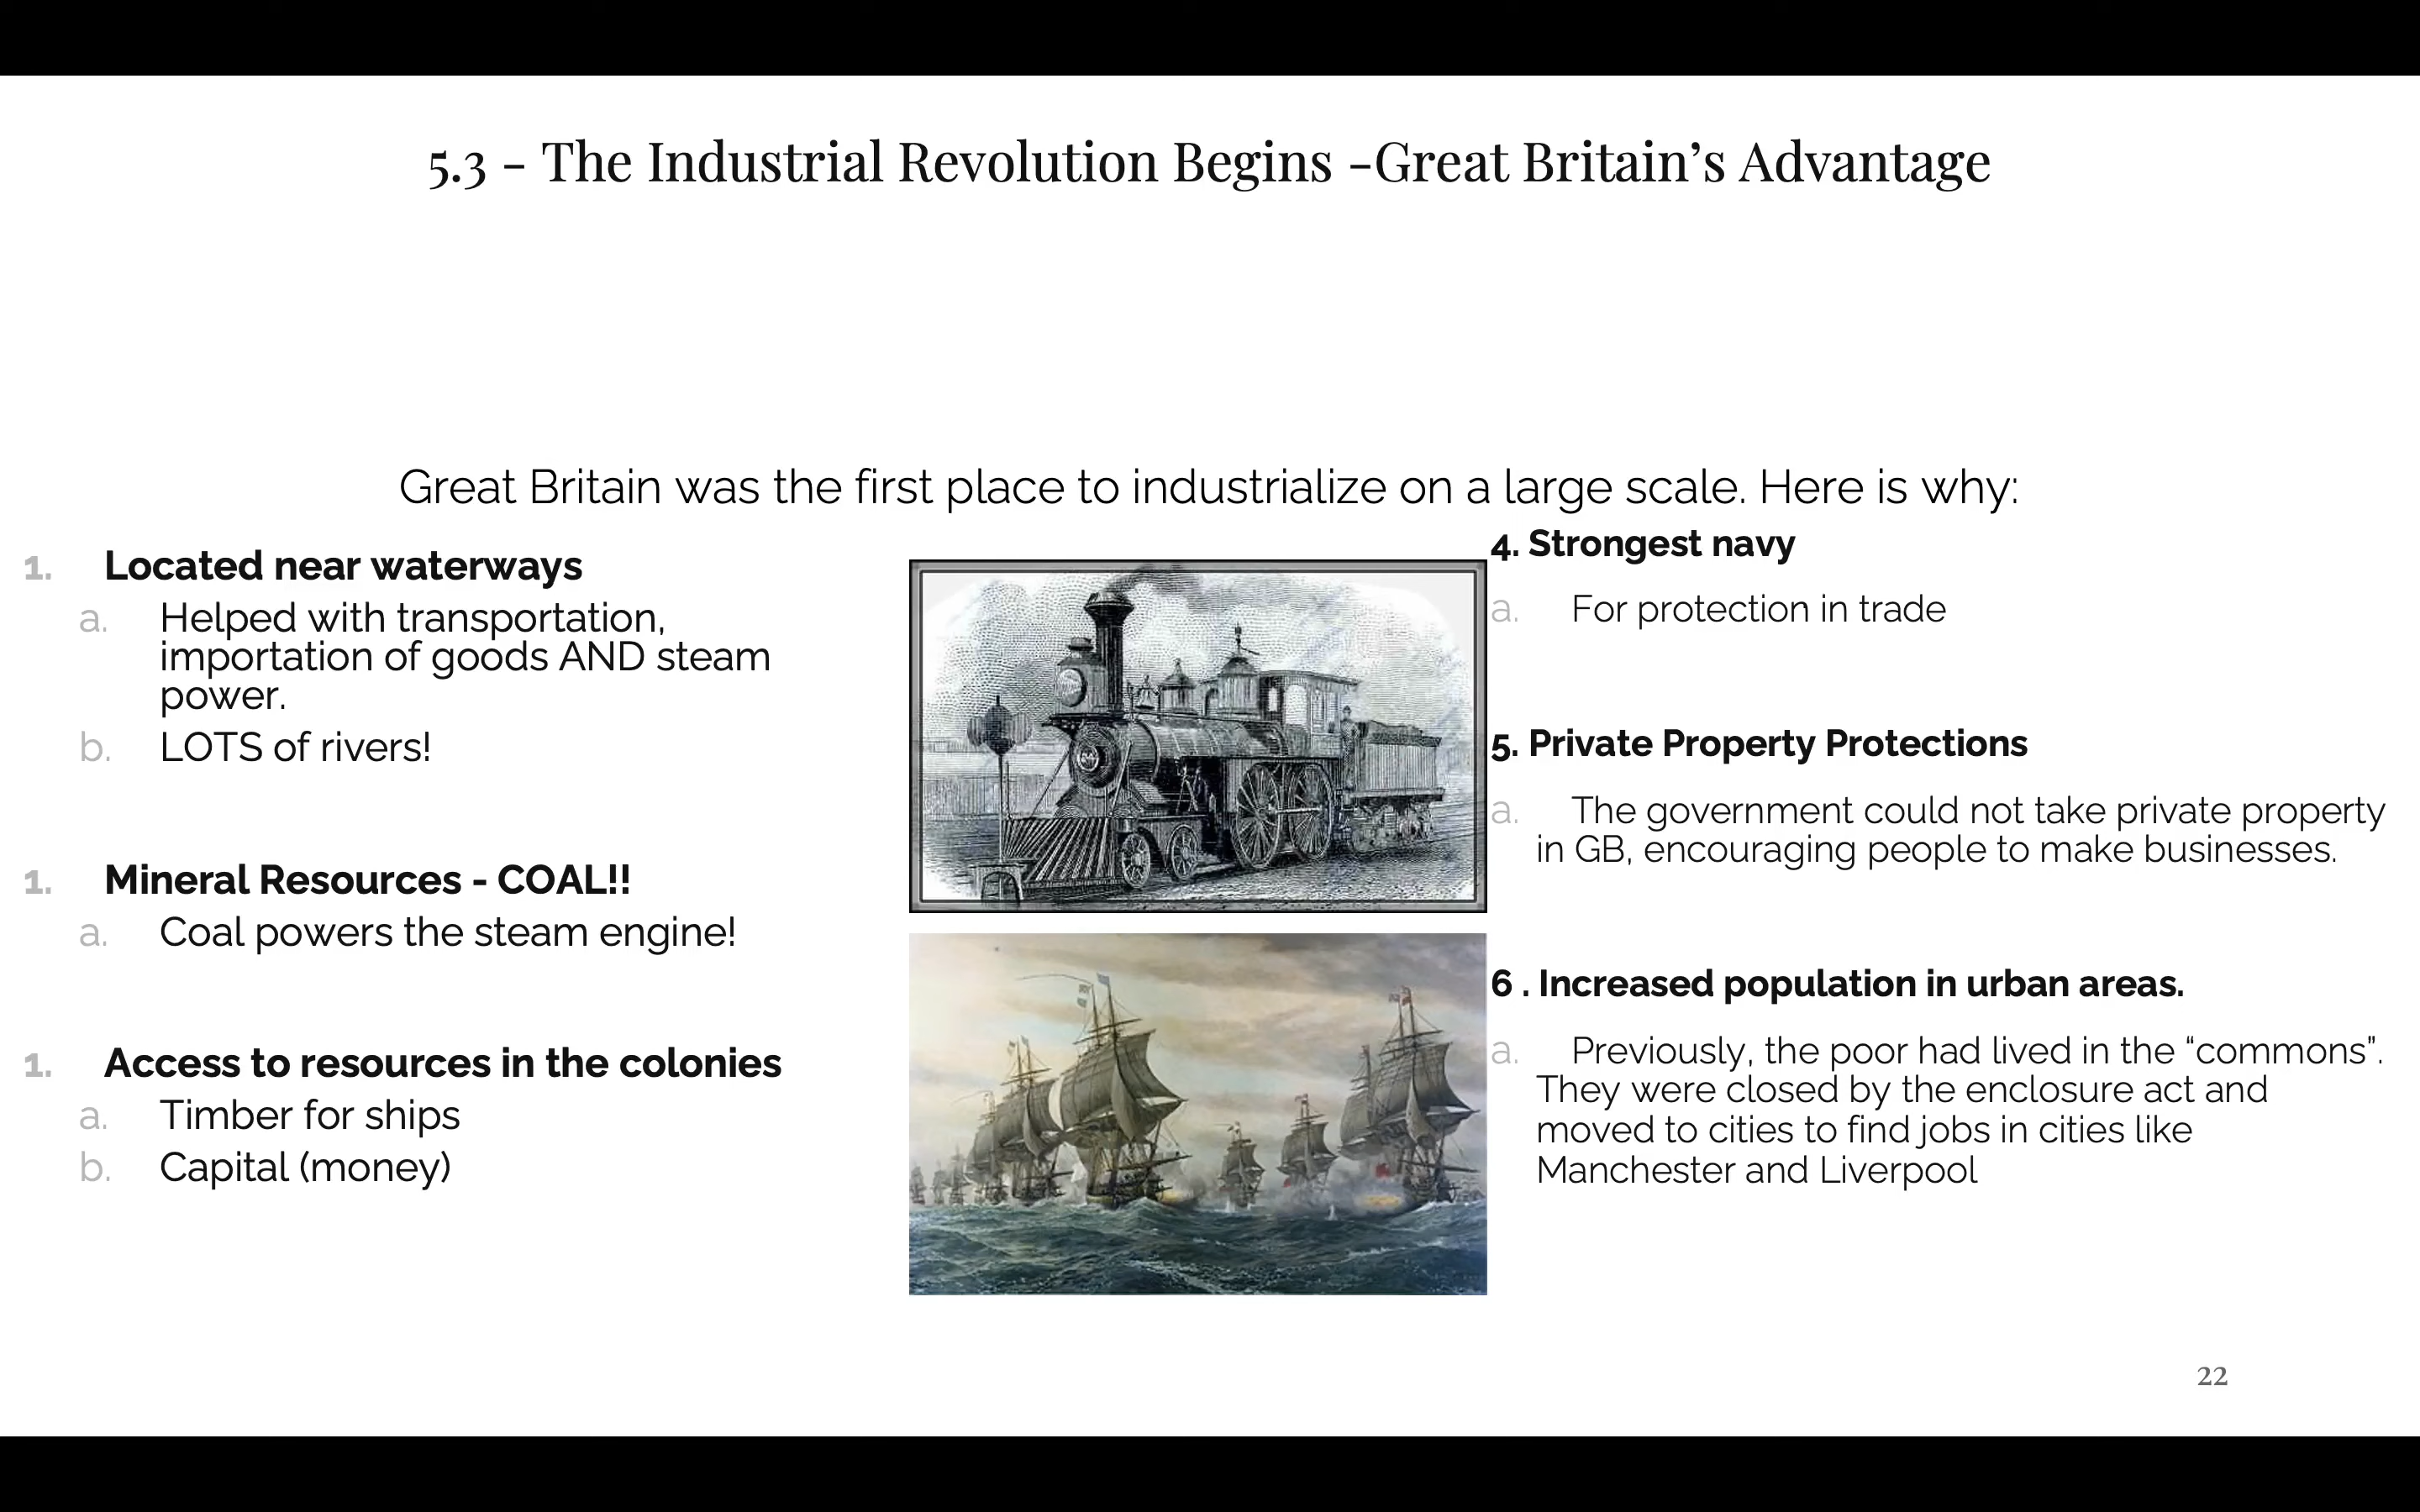 5.3 - The Industrial Revolution Begins -Great Britain’s Advantage
Great Britain was the first place to industrialize on a large scale. Here is why:
1. Located near waterways
a. Helped with transportation,
importation of goods AND steam
power.
b. LOTS of rivers!
1. Mineral Resources - COAL!!
a. Coal powers the steam engine!
1. Access to resources in the colonies
a. Timber for ships
b. Capital (money)
4. Strongest navy
a. For protection in trade
5. Private Property Protections
a. The government could not take private property
in GB, encouraging people to make businesses.
6 . Increased population in urban areas.
a. Previously, the poor had lived in the “commons”.
They were closed by the enclosure act and
moved to cities to find jobs in cities like
Manchester and Liverpool
22